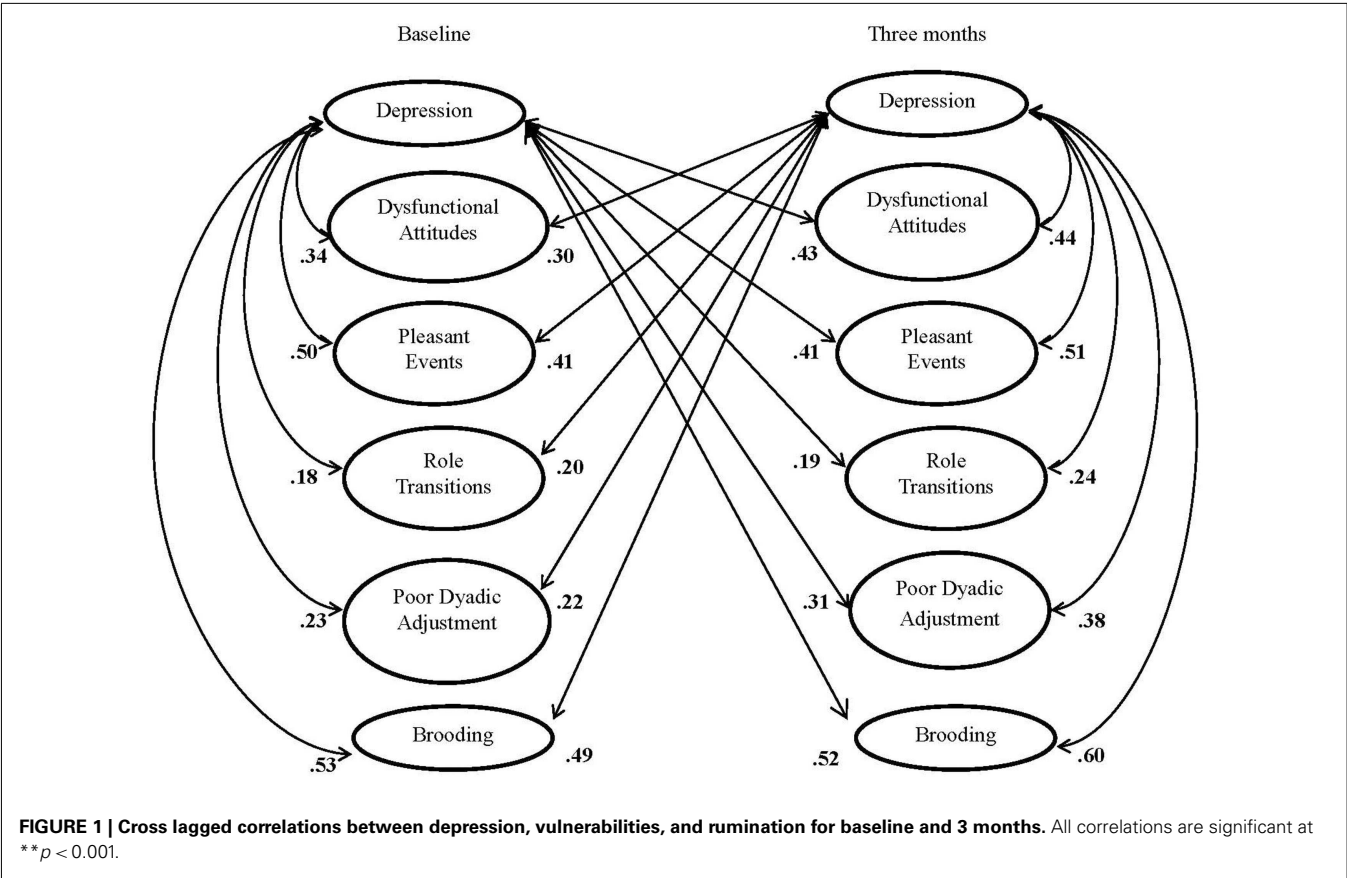 Baseline
Three months
Depression
Depression
Dysfunctional
Attitudes
Dysfunctional
Attitudes
.34
.30
.43
.44
Pleasant
Events
Pleasant
Events
.50
.41
.41
.51
Role
Transitions
Role
Transitions
.18
.20
.19
.24
Poor Dyadic
Adjustment
Poor Dyadic
Adjustment
.23
.22
.31
.38
Brooding
Brooding
.53
.49
.52
.60
FIGURE 1 | Cross lagged correlations between depression, vulnerabilities, and rumination for baseline and 3 months. All correlations are significant at
**p < 0.001.